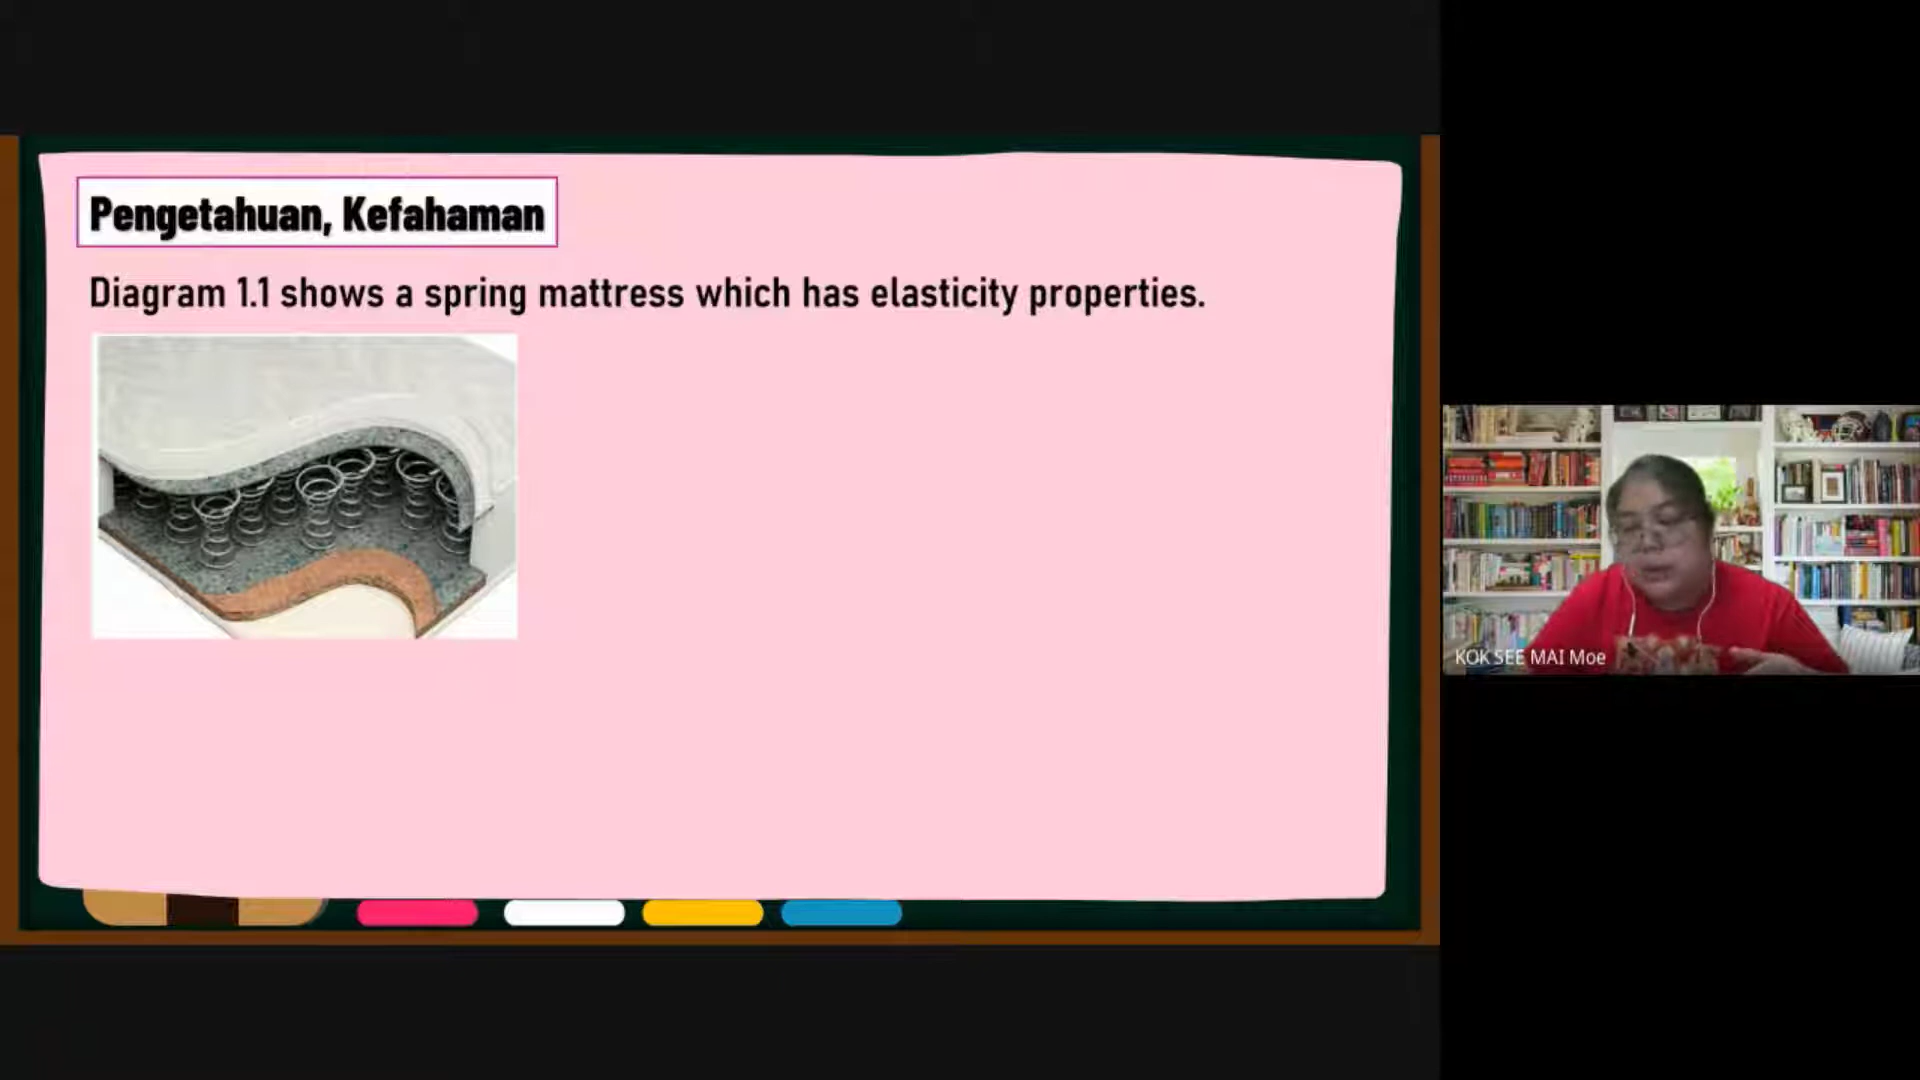 Pengetahuan, Kefahaman
Diagram 1.1 shows a spring mattress which has elasticity properties.
KOK SEE MAI Moe